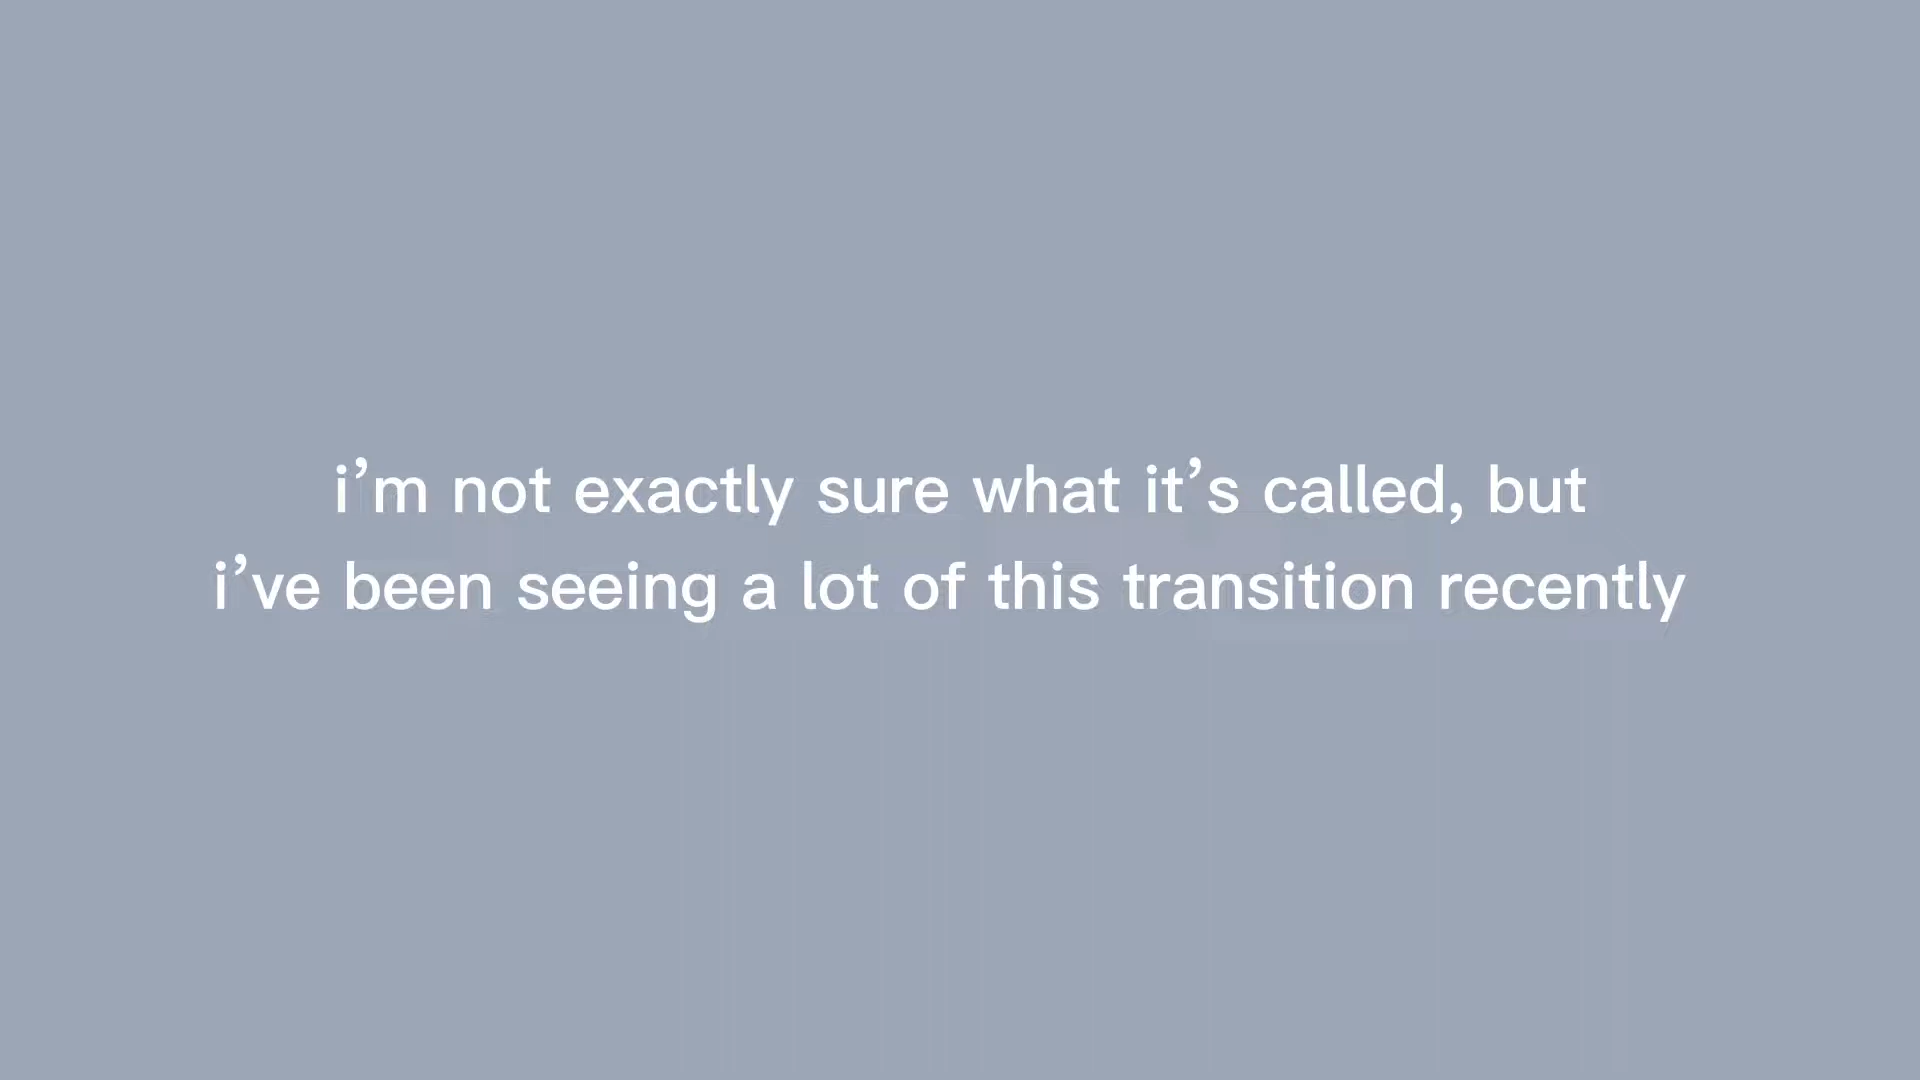 i’m not exactly sure what it’s called, but
i’ve been seeing a lot of this transition recently